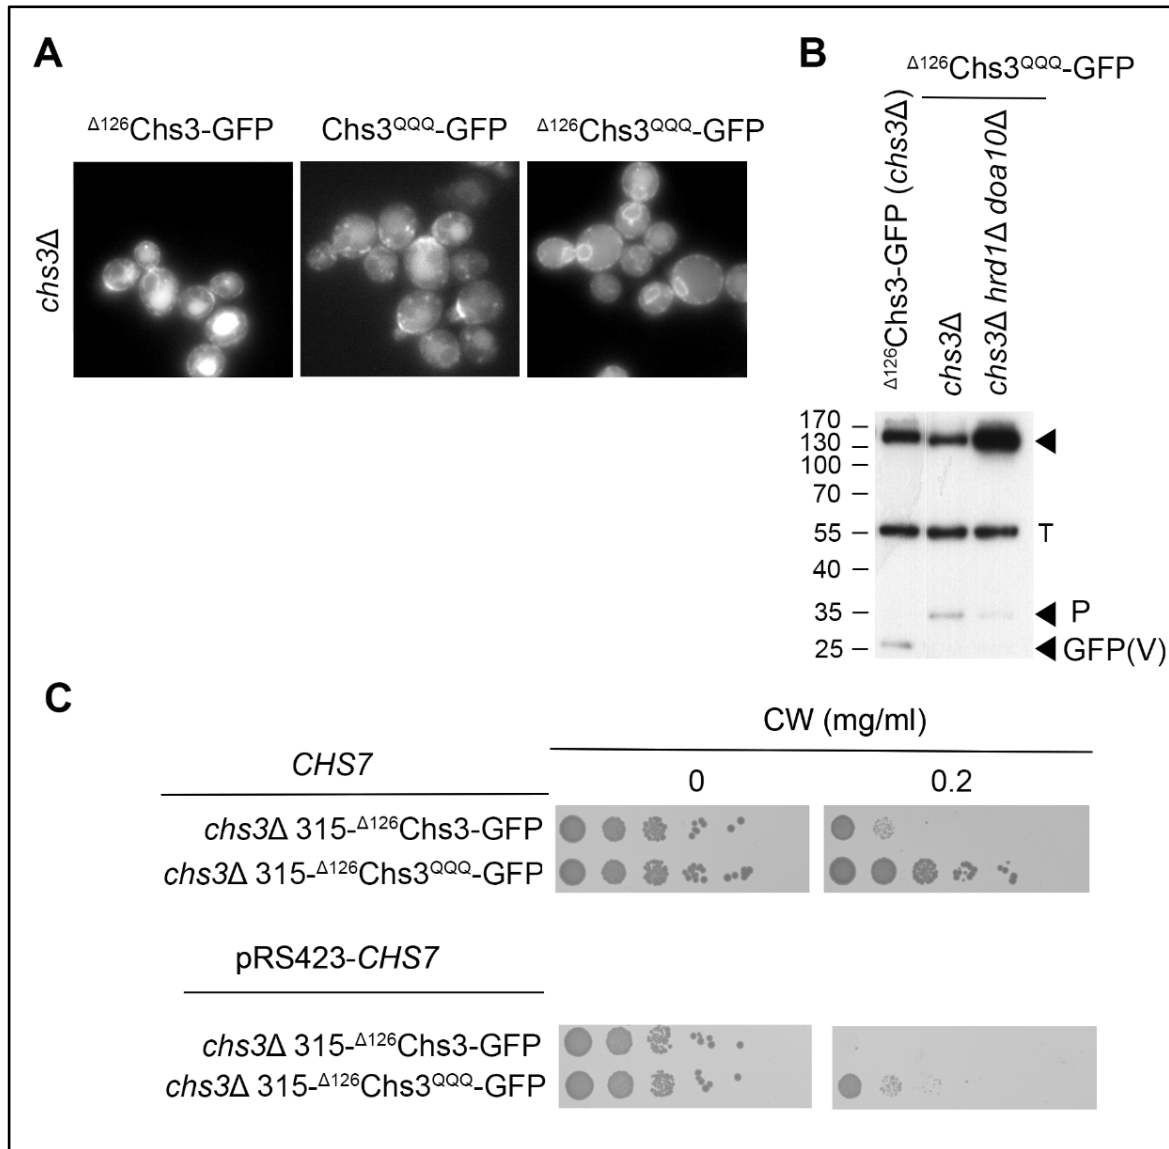 A
Δ126Chs3-GFP
Chs3QQQ-GFP
Δ126Chs3QQQ-GFP
chs3Δ
B
Δ126Chs3QQQ-GFP
Δ126Chs3-GFP (chs3Δ)
chs3Δ
chs3Δ hrd1Δ doa10Δ
170
130
100
70
55
T
40
35
P
25
GFP(V)
C
CW (mg/ml)
CHS7
0
0.2
chs3Δ 315-Δ126Chs3-GFP
chs3Δ 315-Δ126Chs3QQQ-GFP
pRS423-CHS7
chs3Δ 315-Δ126Chs3-GFP
chs3Δ 315-Δ126Chs3QQQ-GFP